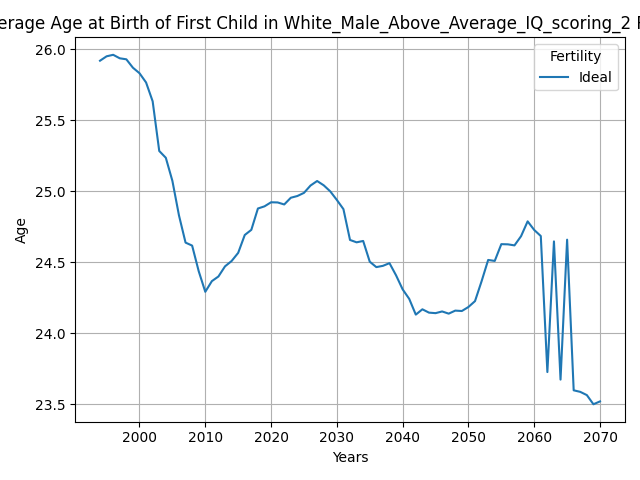 erage Age at Birth of First Child in White_Male_Above_Average_IQ_scoring_2
Fertility
Ideal
Age
26.0
25.5
25.0
24.5
24.0
23.5
2000 2010 2020 2030 2040 2050 2060 2070
Years